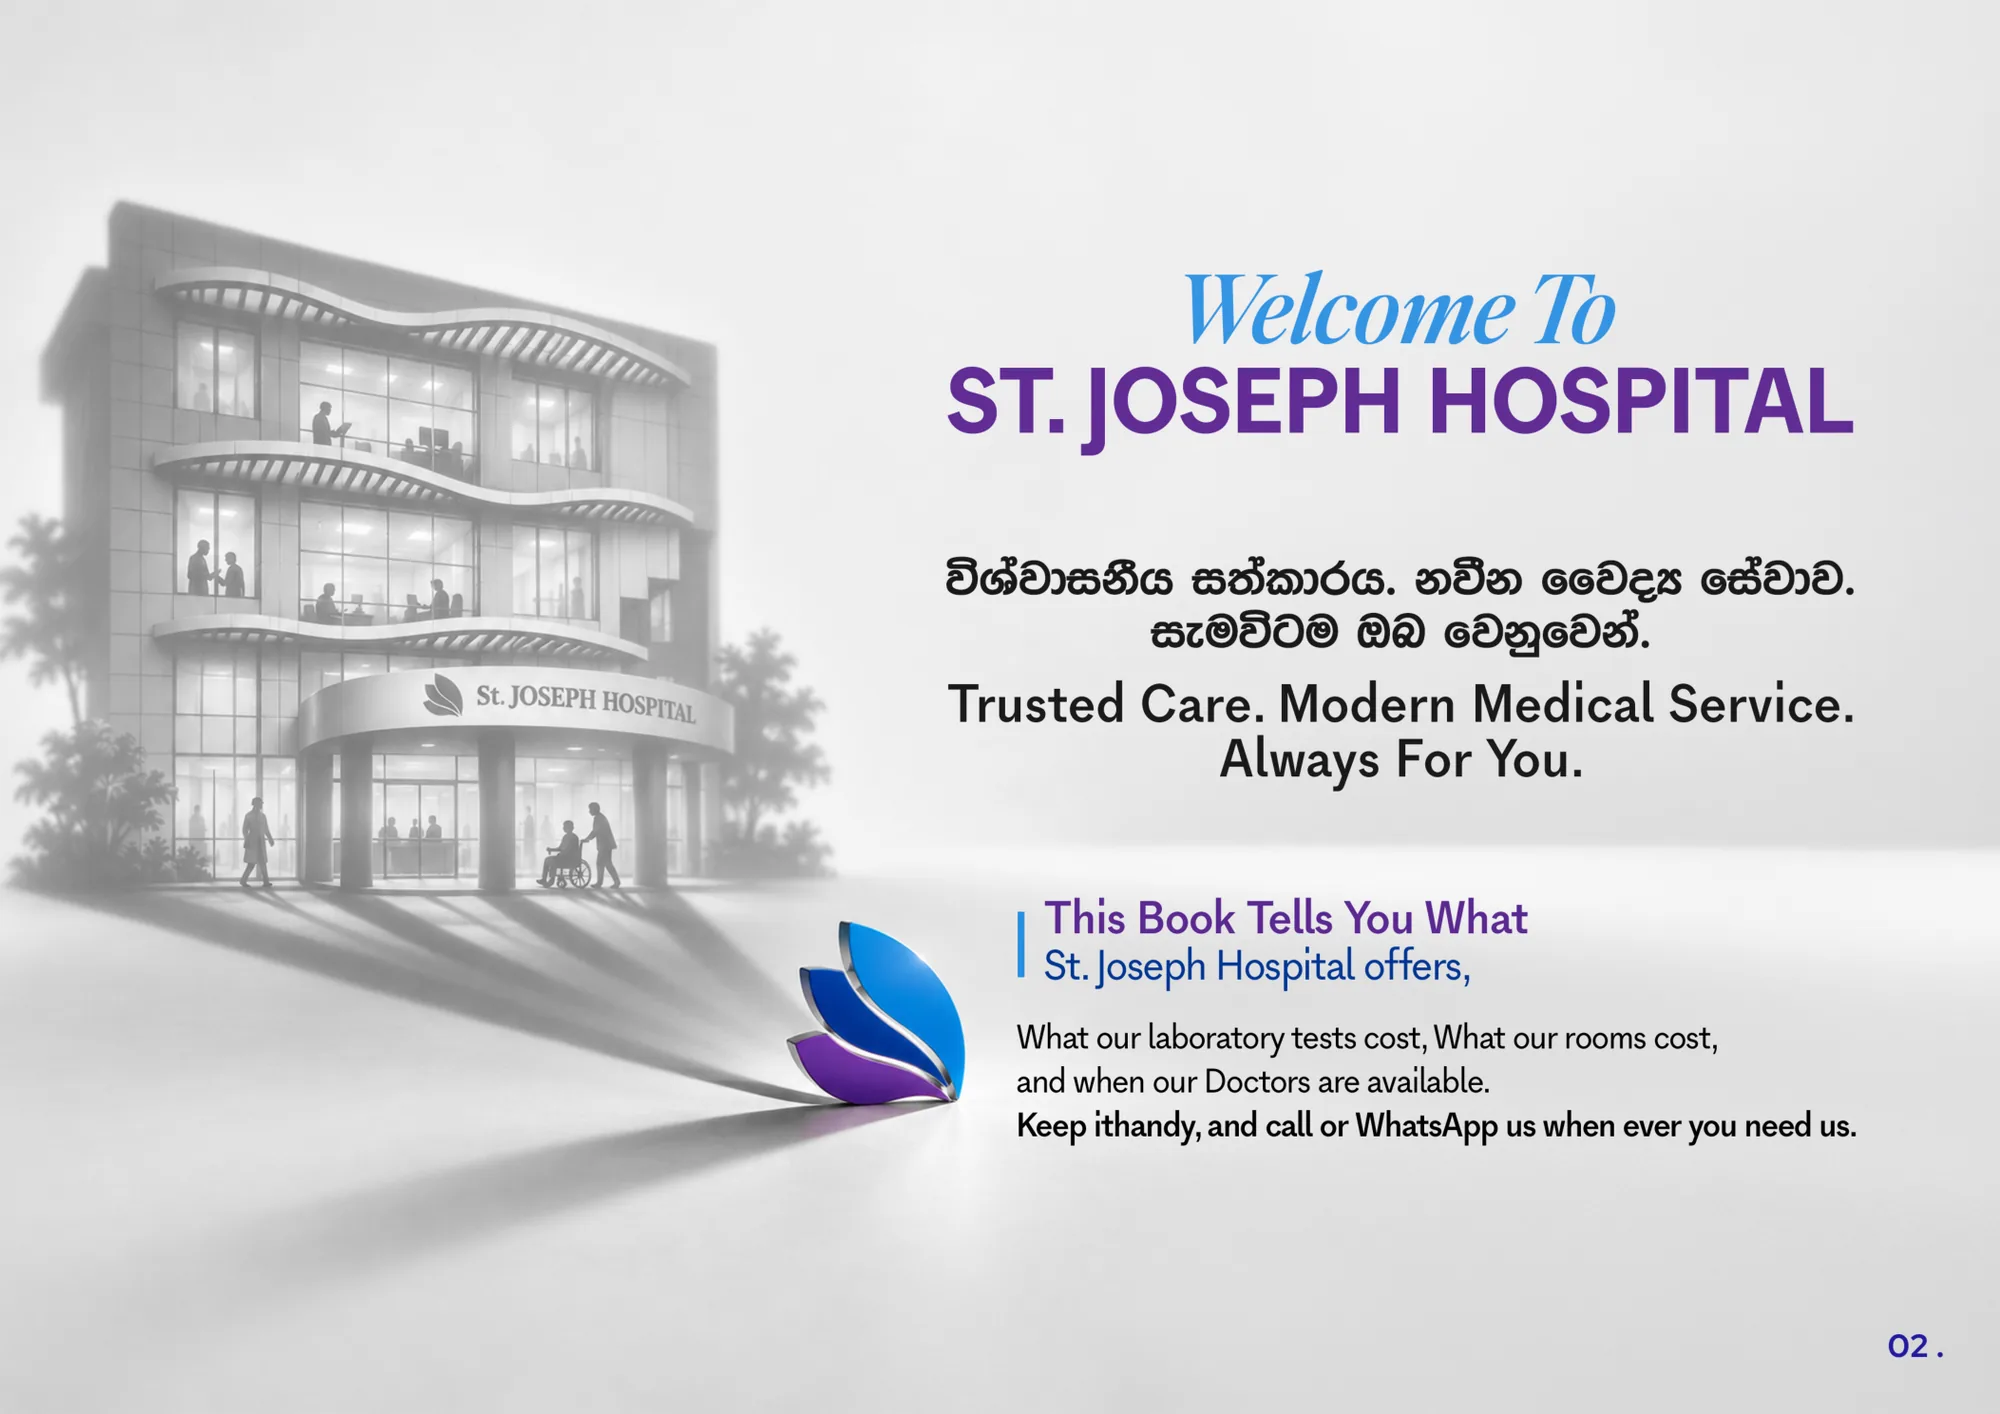 Welcome To
ST. JOSEPH HOSPITAL
විශ්වාසනීය සත්කාරය. නවීන වෛද්‍ය සේවාව.
සැමවිටම ඔබ වෙනුවෙන්.
Trusted Care. Modern Medical Service.
Always For You.
St. JOSEPH HOSPITAL
This Book Tells You What
St. Joseph Hospital offers,
What our laboratory tests cost, What our rooms cost,
and when our Doctors are available.
Keep ithandy, and call or WhatsApp us when ever you need us.
02 .